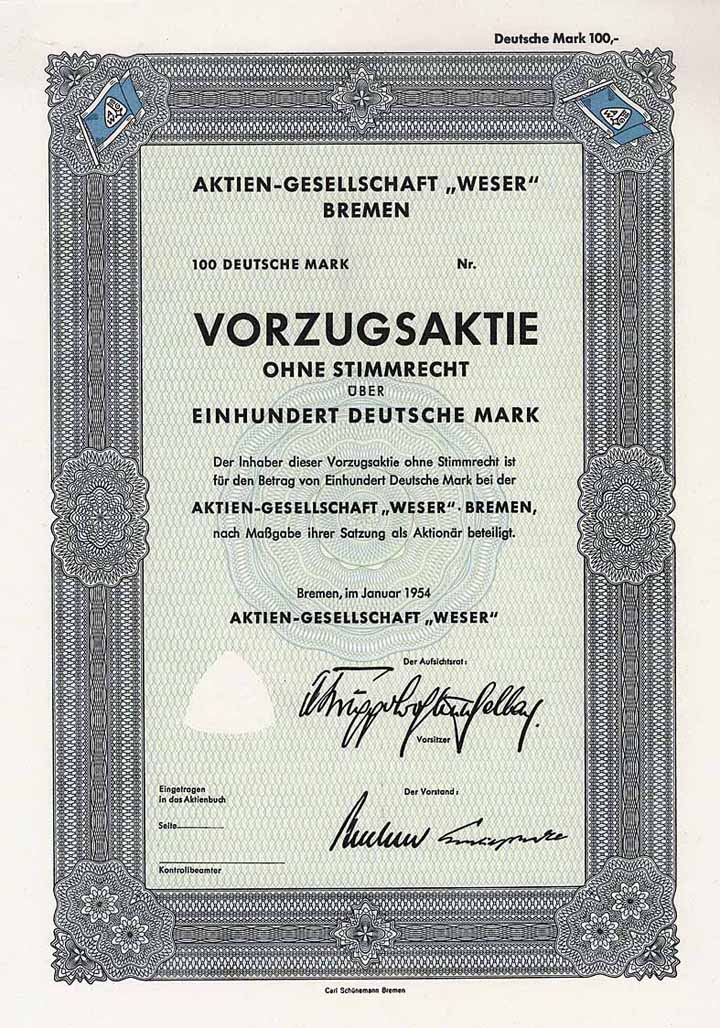 Deutsche Mark 100,-
AKTIEN-GESELLSCHAFT „WESER“
BREMEN
100 DEUTSCHE MARK Nr.
VORZUGSAKTIE
OHNE STIMMRECHT
ÜBER
EINHUNDERT DEUTSCHE MARK
Der Inhaber dieser Vorzugsaktie ohne Stimmrecht ist
für den Betrag von Einhundert Deutsche Mark bei der
AKTIEN-GESELLSCHAFT „WESER“ · BREMEN,
nach Maßgabe ihrer Satzung als Aktionär beteiligt.
Bremen, im Januar 1954
AKTIEN-GESELLSCHAFT „WESER“
Der Aufsichtsrat:
Vorsitzer
Eingetragen
in das Aktienbuch
Der Vorstand:
Seite
Kontrollbeamter
Carl Schünemann Bremen